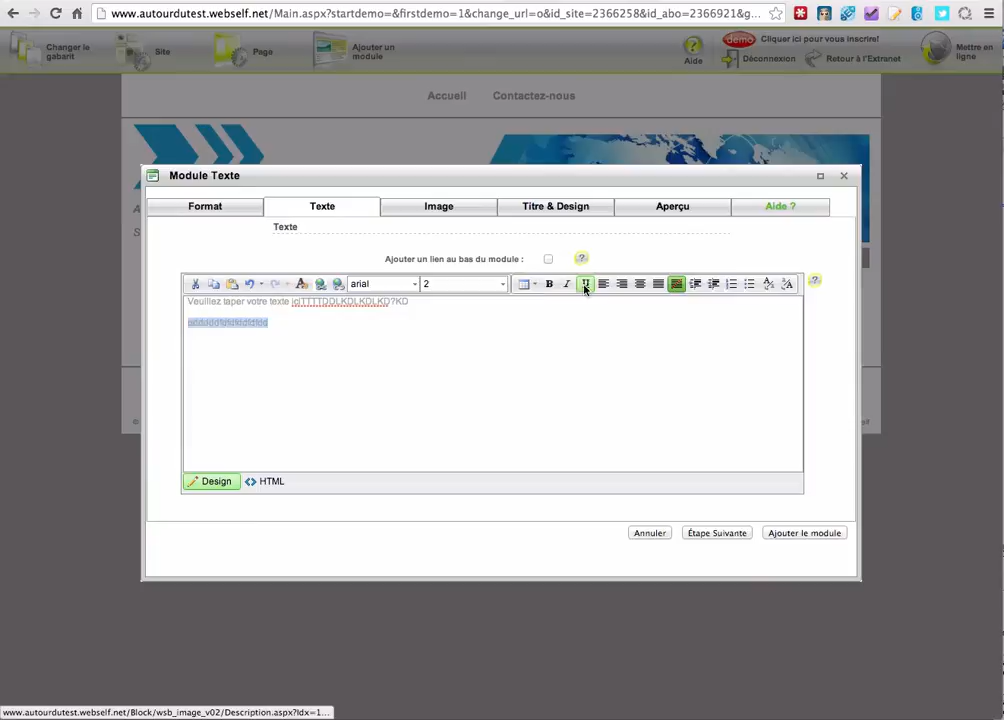 www.autourdutest.webself.net/Main.aspx?startdemo=&firstdemo=1&change_url=o&id_site=2366258&id_abo=2366921&g...
Changer le gabarit
Site
Page
Ajouter un module
Aide
demo Cliquer ici pour vous inscrire!
Déconnexion
Retour à l'Extranet
Mettre en ligne
Accueil Contactez-nous
Module Texte
Format Texte Image Titre & Design Aperçu Aide ?
Texte
Ajouter un lien au bas du module :
arial 2
Veuillez taper votre texte
Design HTML
Annuler Étape Suivante Ajouter le module
www.autourdutest.webself.net/Block/wsb_image_v02/Description.aspx?Idx=1...